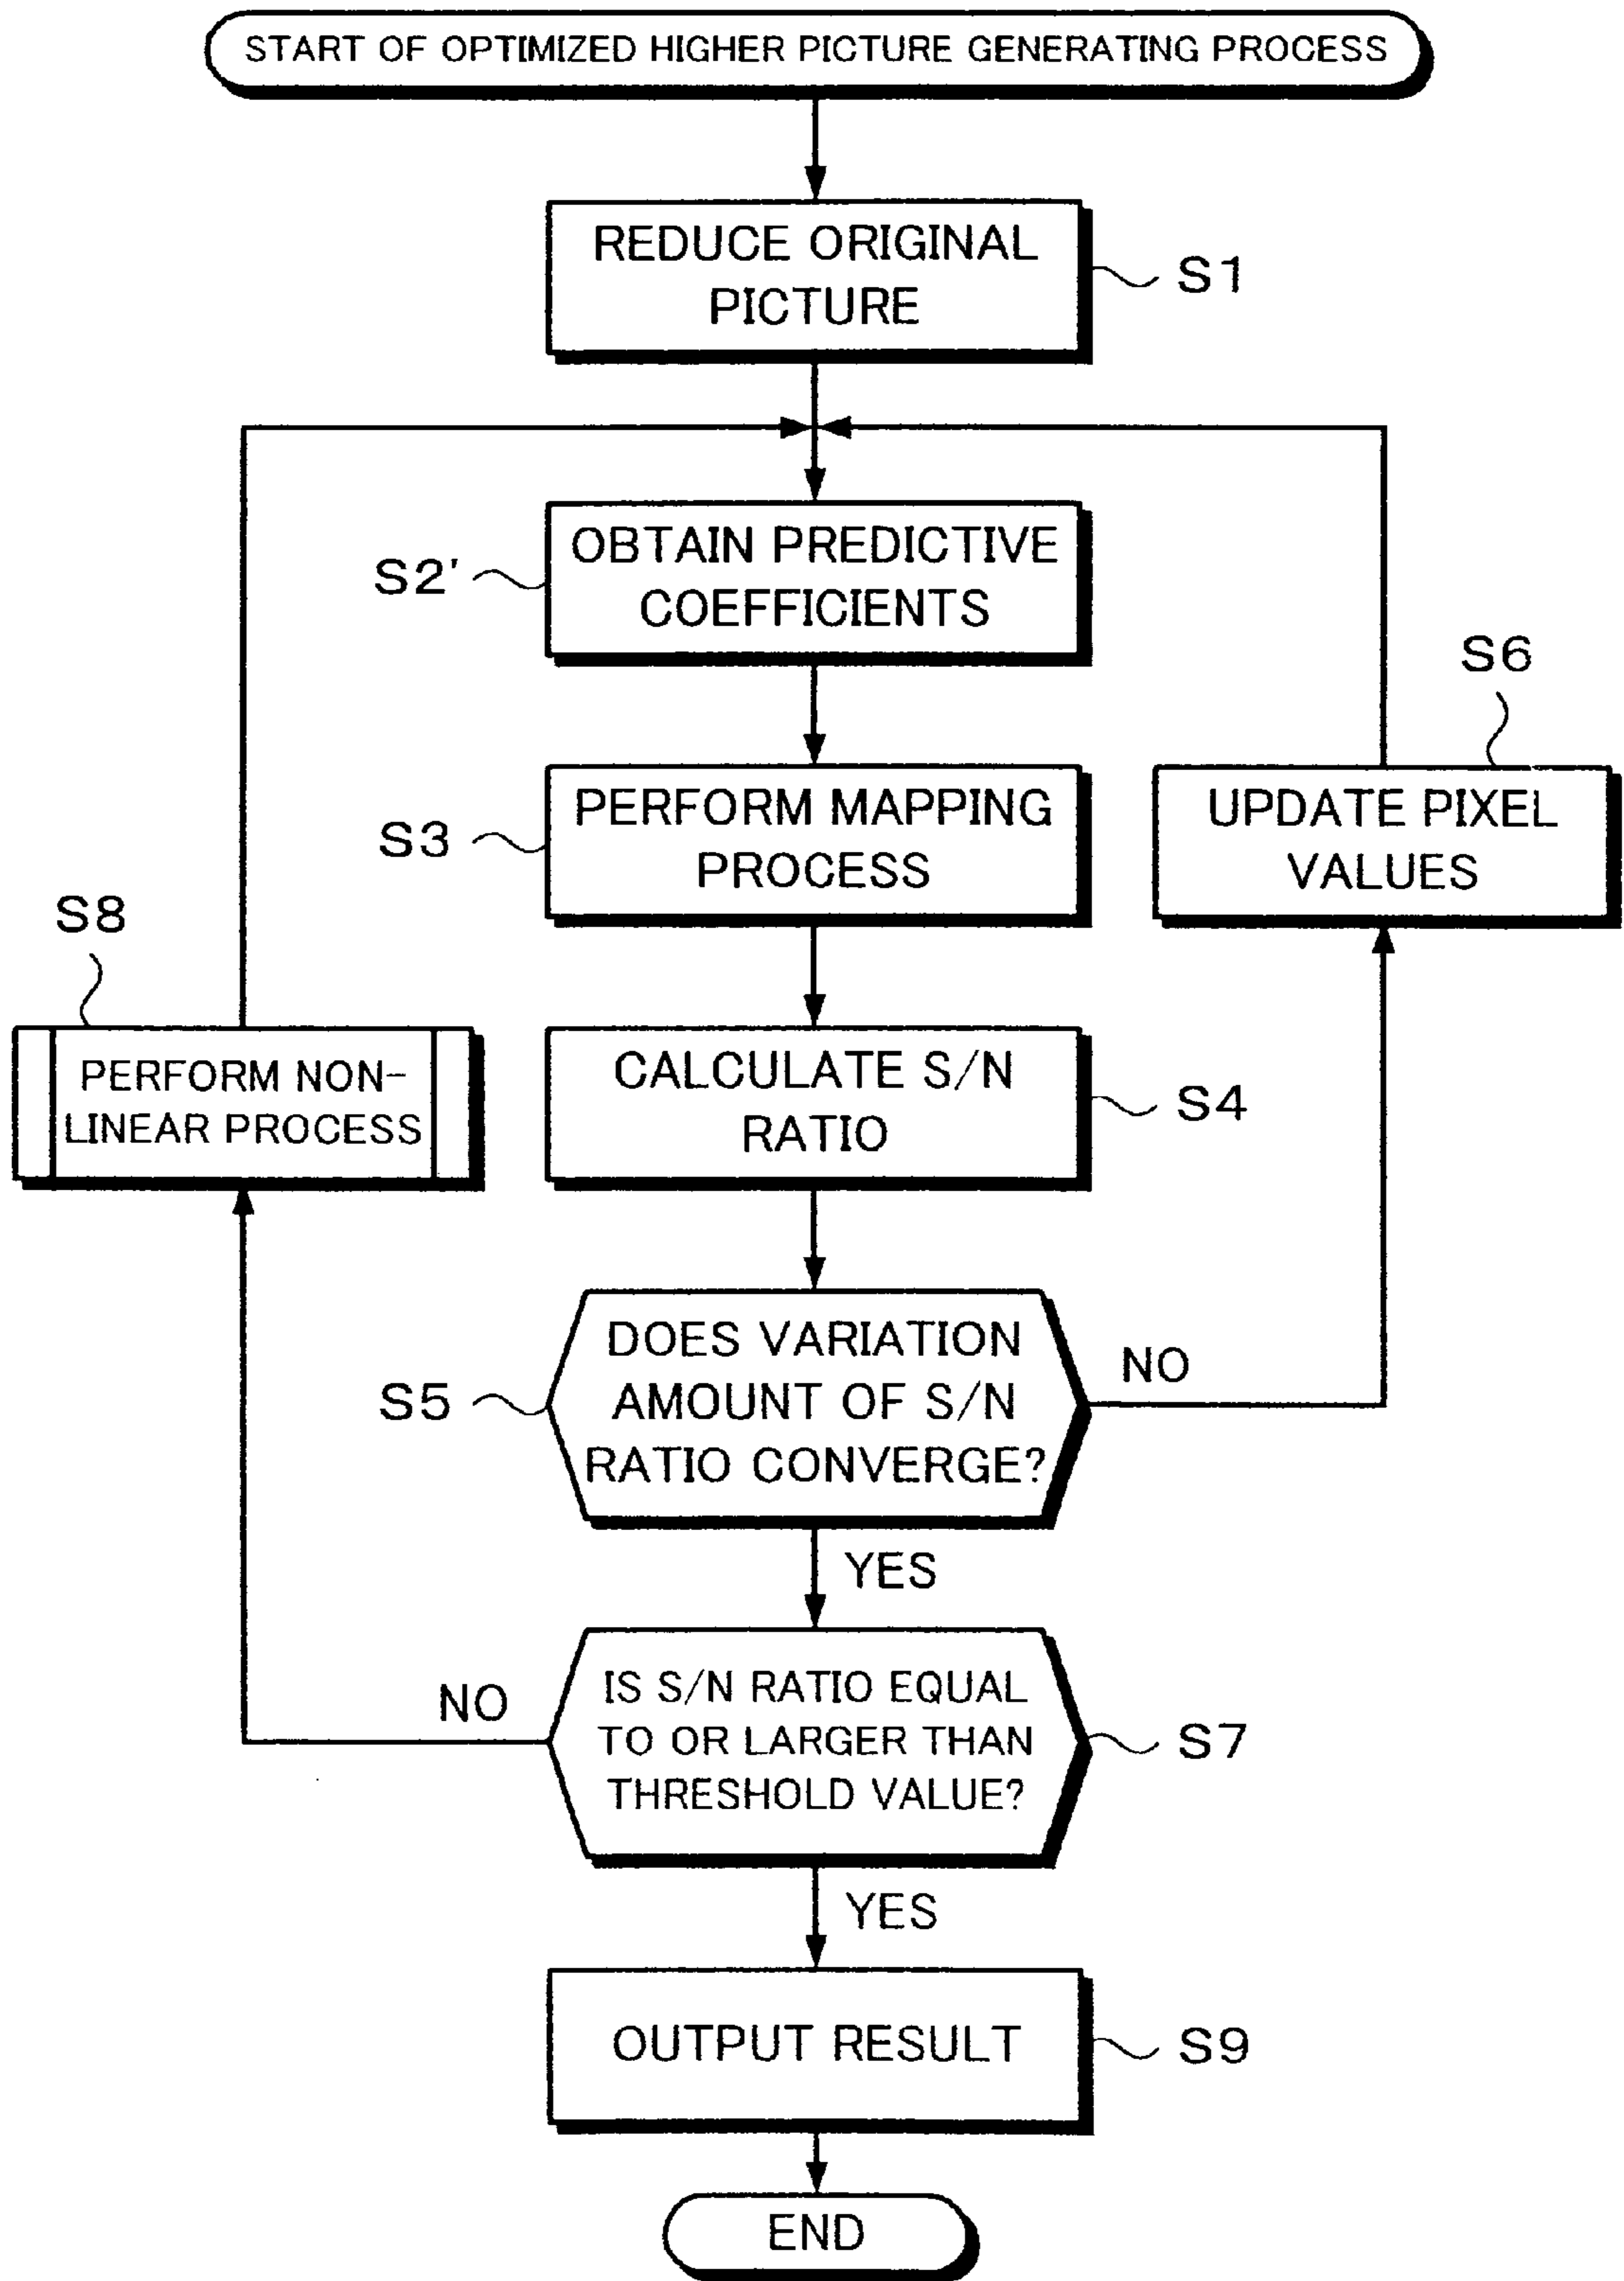 START OF OPTIMIZED HIGHER PICTURE GENERATING PROCESS
REDUCE ORIGINAL
PICTURE
S1
OBTAIN PREDICTIVE
COEFFICIENTS
S2'
PERFORM MAPPING
PROCESS
S3
S6
UPDATE PIXEL
VALUES
S8
PERFORM NON-
LINEAR PROCESS
CALCULATE S/N
RATIO
S4
DOES VARIATION
AMOUNT OF S/N
RATIO CONVERGE?
S5
NO
YES
IS S/N RATIO EQUAL
TO OR LARGER THAN
THRESHOLD VALUE?
NO
S7
YES
OUTPUT RESULT
S9
END